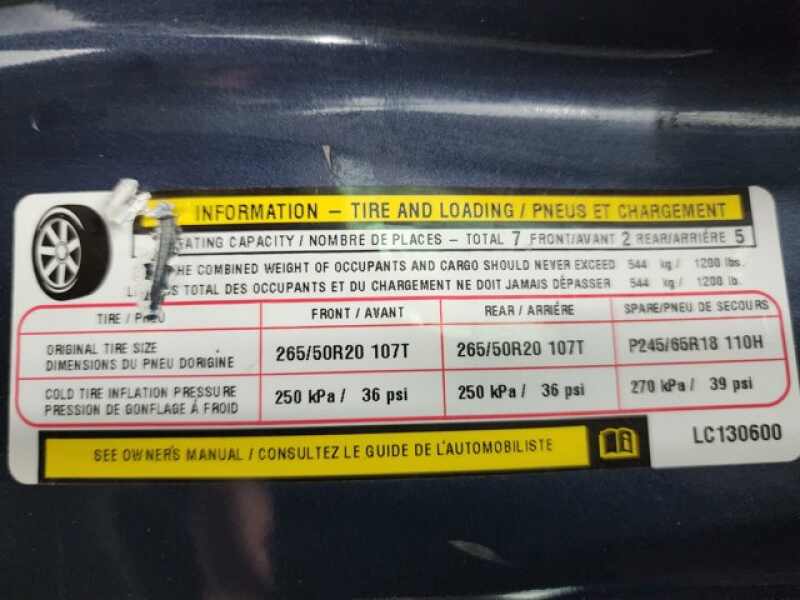 INFORMATION – TIRE AND LOADING / PNEUS ET CHARGEMENT
CAPACITY / NOMBRE DE PLACES – TOTAL 7 FRONT/AVANT 2 REAR/ARRIÉRE 5
COMBINED WEIGHT OF OCCUPANTS AND CARGO SHOULD NEVER EXCEED 544 kg / 1200 lbs.
TOTAL DES OCCUPANTS ET DU CHARGEMENT NE DOIT JAMAIS DÉPASSER 544 kg / 1200 lb.
TIRE / FRONT / AVANT REAR / ARRIÉRE SPARE/PNEU DE SECOURS
ORIGINAL TIRE SIZE
DIMENSIONS DU PNEU DORIGINE 265/50R20 107T 265/50R20 107T P245/65R18 110H
COLD TIRE INFLATION PRESSURE
PRESSION DE GONFLAGE À FROID 250 kPa / 36 psi 250 kPa / 36 psi 270 kPa / 39 psi
SEE OWNER'S MANUAL / CONSULTEZ LE GUIDE DE L'AUTOMOBILISTE
LC130600